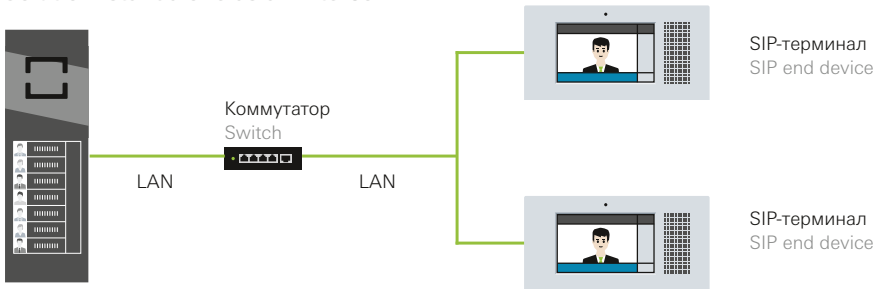 SIP-терминал
SIP end device
Коммутатор
Switch
LAN
LAN
SIP-терминал
SIP end device